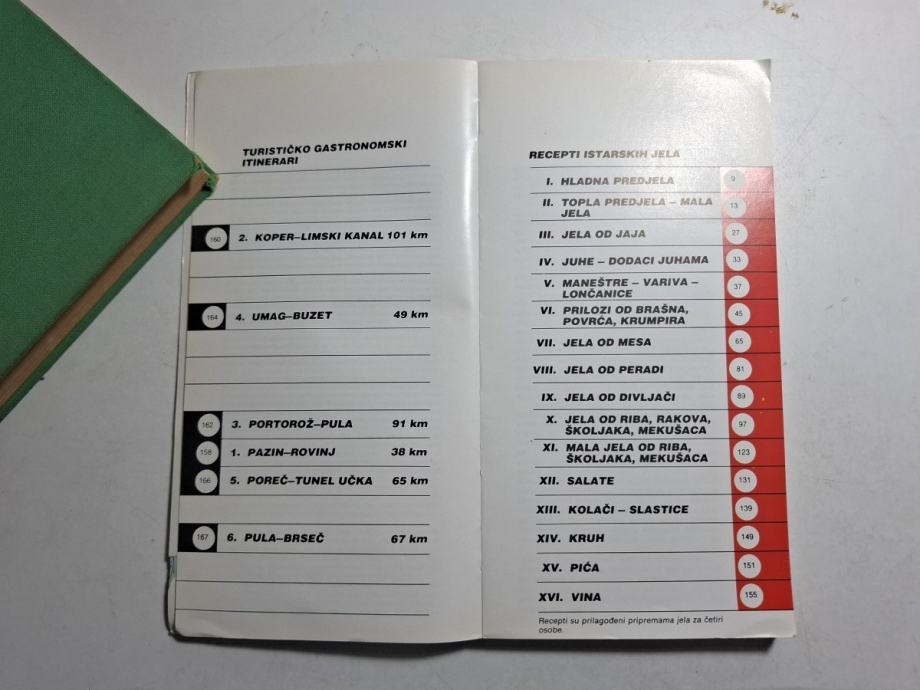 TURISTIČKO GASTRONOMSKI
ITINERARI
160 2. KOPER–LIMSKI KANAL 101 km
164 4. UMAG–BUZET 49 km
162 3. PORTOROŽ–PULA 91 km
158 1. PAZIN–ROVINJ 38 km
166 5. POREČ–TUNEL UČKA 65 km
167 6. PULA–BRSEČ 67 km
RECEPTI ISTARSKIH JELA
I. HLADNA PREDJELA 9
II. TOPLA PREDJELA – MALA 13
JELA
III. JELA OD JAJA 27
IV. JUHE – DODACI JUHAMA 33
V. MANEŠTRE – VARIVA – 37
LONČANICE
VI. PRILOZI OD BRAŠNA, 45
POVRĆA, KRUMPIRA
VII. JELA OD MESA 65
VIII. JELA OD PERADI 81
IX. JELA OD DIVLJAČI 89
X. JELA OD RIBA, RAKOVA, 97
ŠKOLJAKA, MEKUŠACA
XI. MALA JELA OD RIBA, 123
ŠKOLJAKA, MEKUŠACA
XII. SALATE 131
XIII. KOLAČI – SLASTICE 139
XIV. KRUH 149
XV. PIĆA 151
XVI. VINA 155
Recepti su prilagođeni pripremama jela za četiri
osobe.